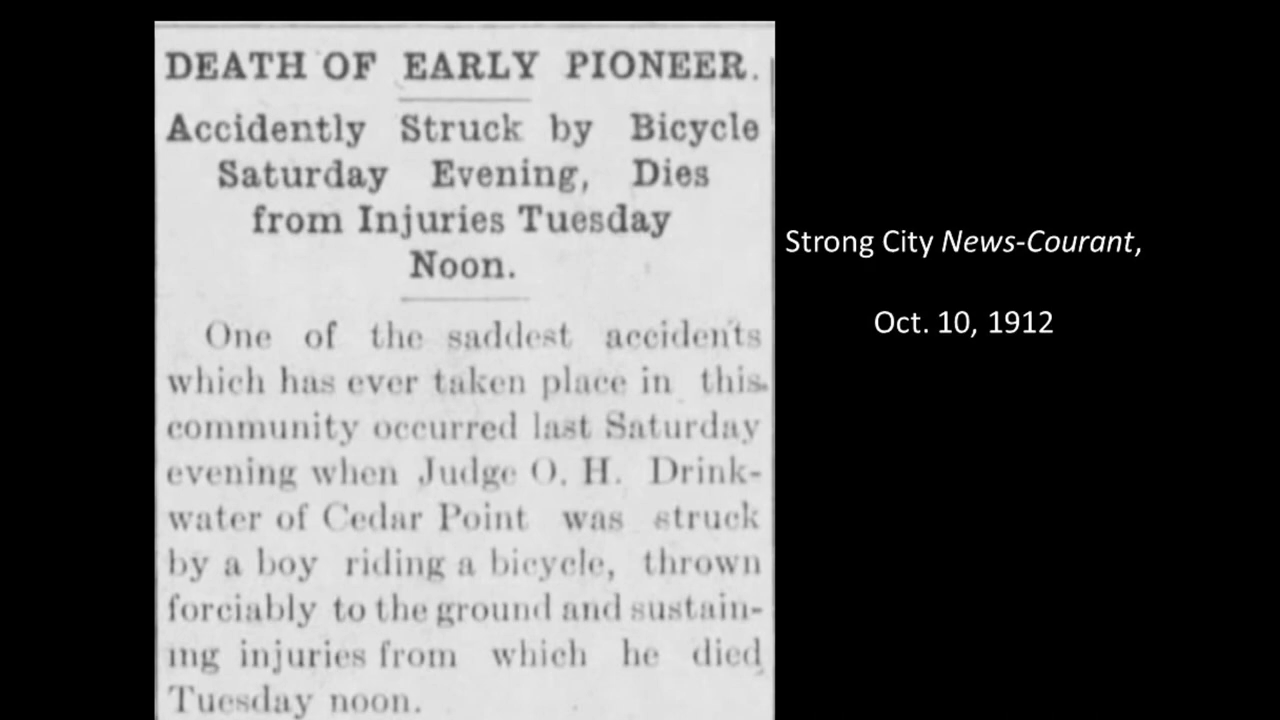 DEATH OF EARLY PIONEER.
Accidently Struck by Bicycle
Saturday Evening, Dies
from Injuries Tuesday
Noon.
One of the saddest accidents
which has ever taken place in this
community occurred last Saturday
evening when Judge O. H. Drink-
water of Cedar Point was struck
by a boy riding a bicycle, thrown
forciably to the ground and sustain-
ing injuries from which he died
Tuesday noon.
Strong City News-Courant,
Oct. 10, 1912